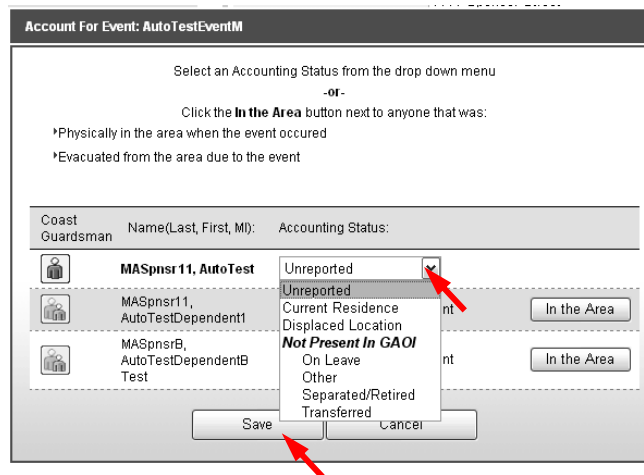 Account For Event: AutoTestEventM
Select an Accounting Status from the drop down menu
-or-
Click the In the Area button next to anyone that was:
Physically in the area when the event occured
Evacuated from the area due to the event
Coast Guardsman
Name(Last, First, MI):
Accounting Status:
MASpnsr11, AutoTest
Unreported
MASpnsr11,
AutoTestDependent1
In the Area
MASpnsrB,
AutoTestDependentB
Test
In the Area
Unreported
Current Residence
Displaced Location
Not Present In GAOI
On Leave
Other
Separated/Retired
Transferred
Save
Cancel